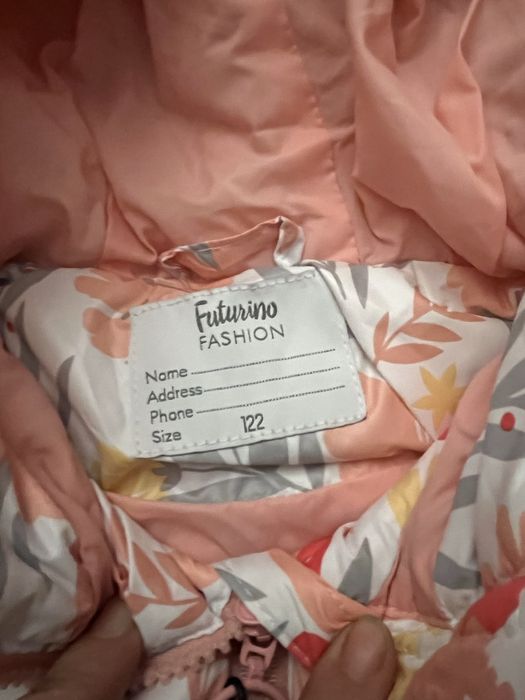 Futurino
FASHION
Name
Address
Phone
Size 122